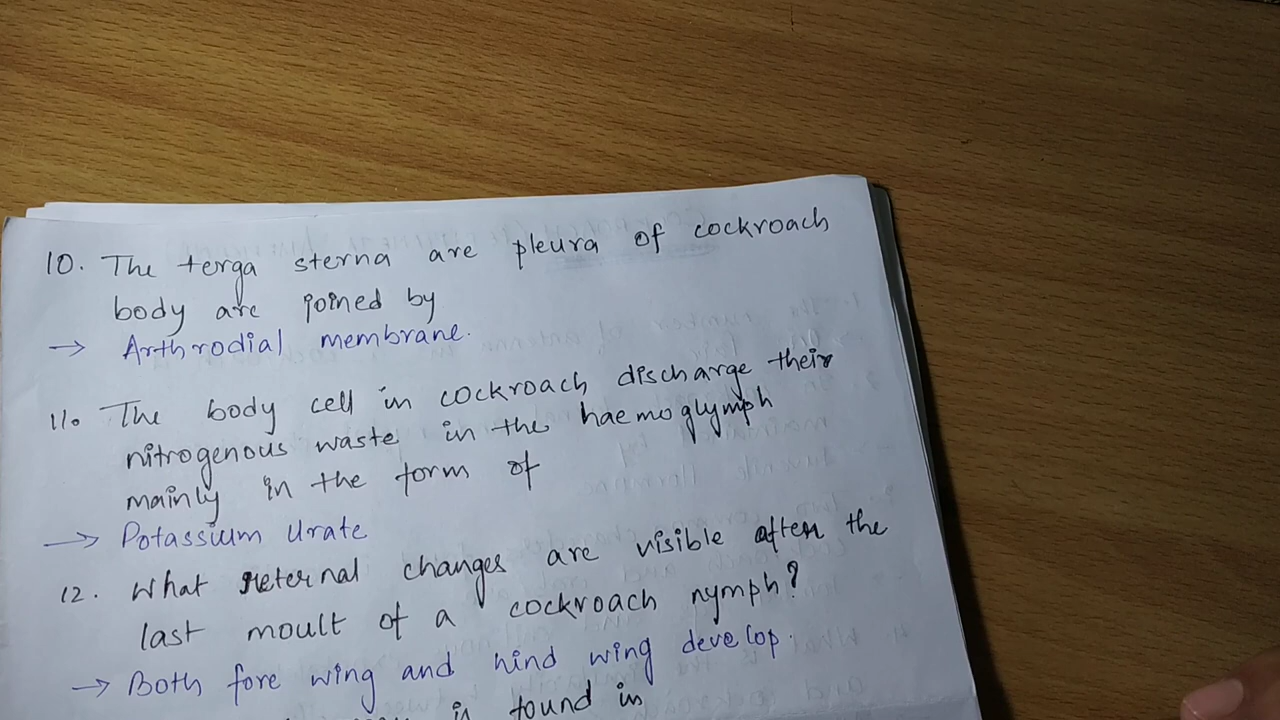 10. The terga sterna are pleura of cockroach
body are joined by
→ Arthrodial membrane.
11. The body cell in cockroach discharge their
nitrogenous waste in the haemoglymph
mainly in the form of
→ Potassium Urate
12. What changes are visible after the
last moult of a cockroach nymph?
→ Both fore wing and hind wing develop.
is found in